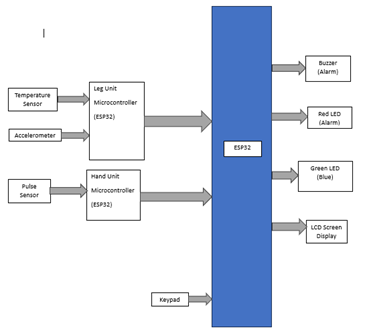 Temperature
Sensor
Accelerometer
Leg Unit
Microcontroller
(ESP32)
Pulse
Sensor
Hand Unit
Microcontroller
(ESP32)
Keypad
ESP32
Buzzer
(Alarm)
Red LED
(Alarm)
Green LED
(Blue)
LCD Screen
Display